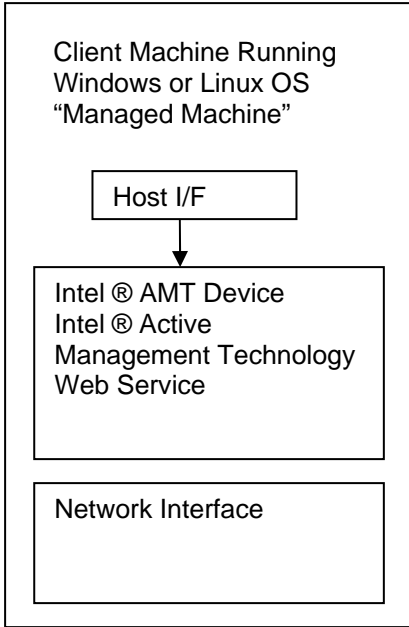 Client Machine Running
Windows or Linux OS
“Managed Machine”
Host I/F
Intel ® AMT Device
Intel ® Active
Management Technology
Web Service
Network Interface